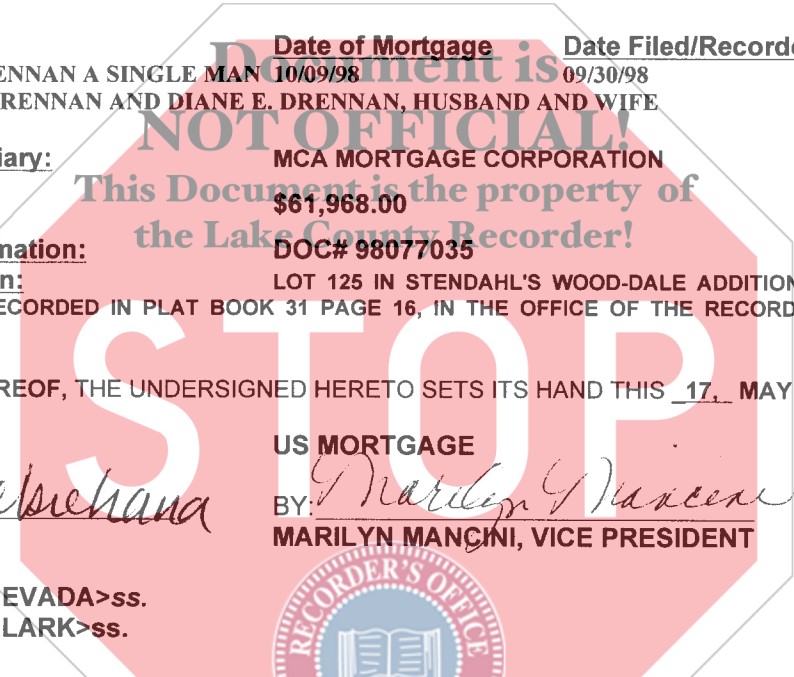 Date of Mortgage Date Filed/Recorde
Document is
ENNAN A SINGLE MAN 10/09/98 09/30/98
RENNAN AND DIANE E. DRENNAN, HUSBAND AND WIFE
NOT OFFICIAL!
iary: MCA MORTGAGE CORPORATION
This Document is the property of
$61,968.00
the Lake County Recorder!
mation: DOC# 98077035
n: LOT 125 IN STENDAHL'S WOOD-DALE ADDITION
ECORDED IN PLAT BOOK 31 PAGE 16, IN THE OFFICE OF THE RECORD
STOP
REOF, THE UNDERSIGNED HERETO SETS ITS HAND THIS 17, MAY
US MORTGAGE
BY: Marilyn Mancini
MARILYN MANCINI, VICE PRESIDENT
RECORDER'S OFFICE
EVADA>ss.
LARK>ss.